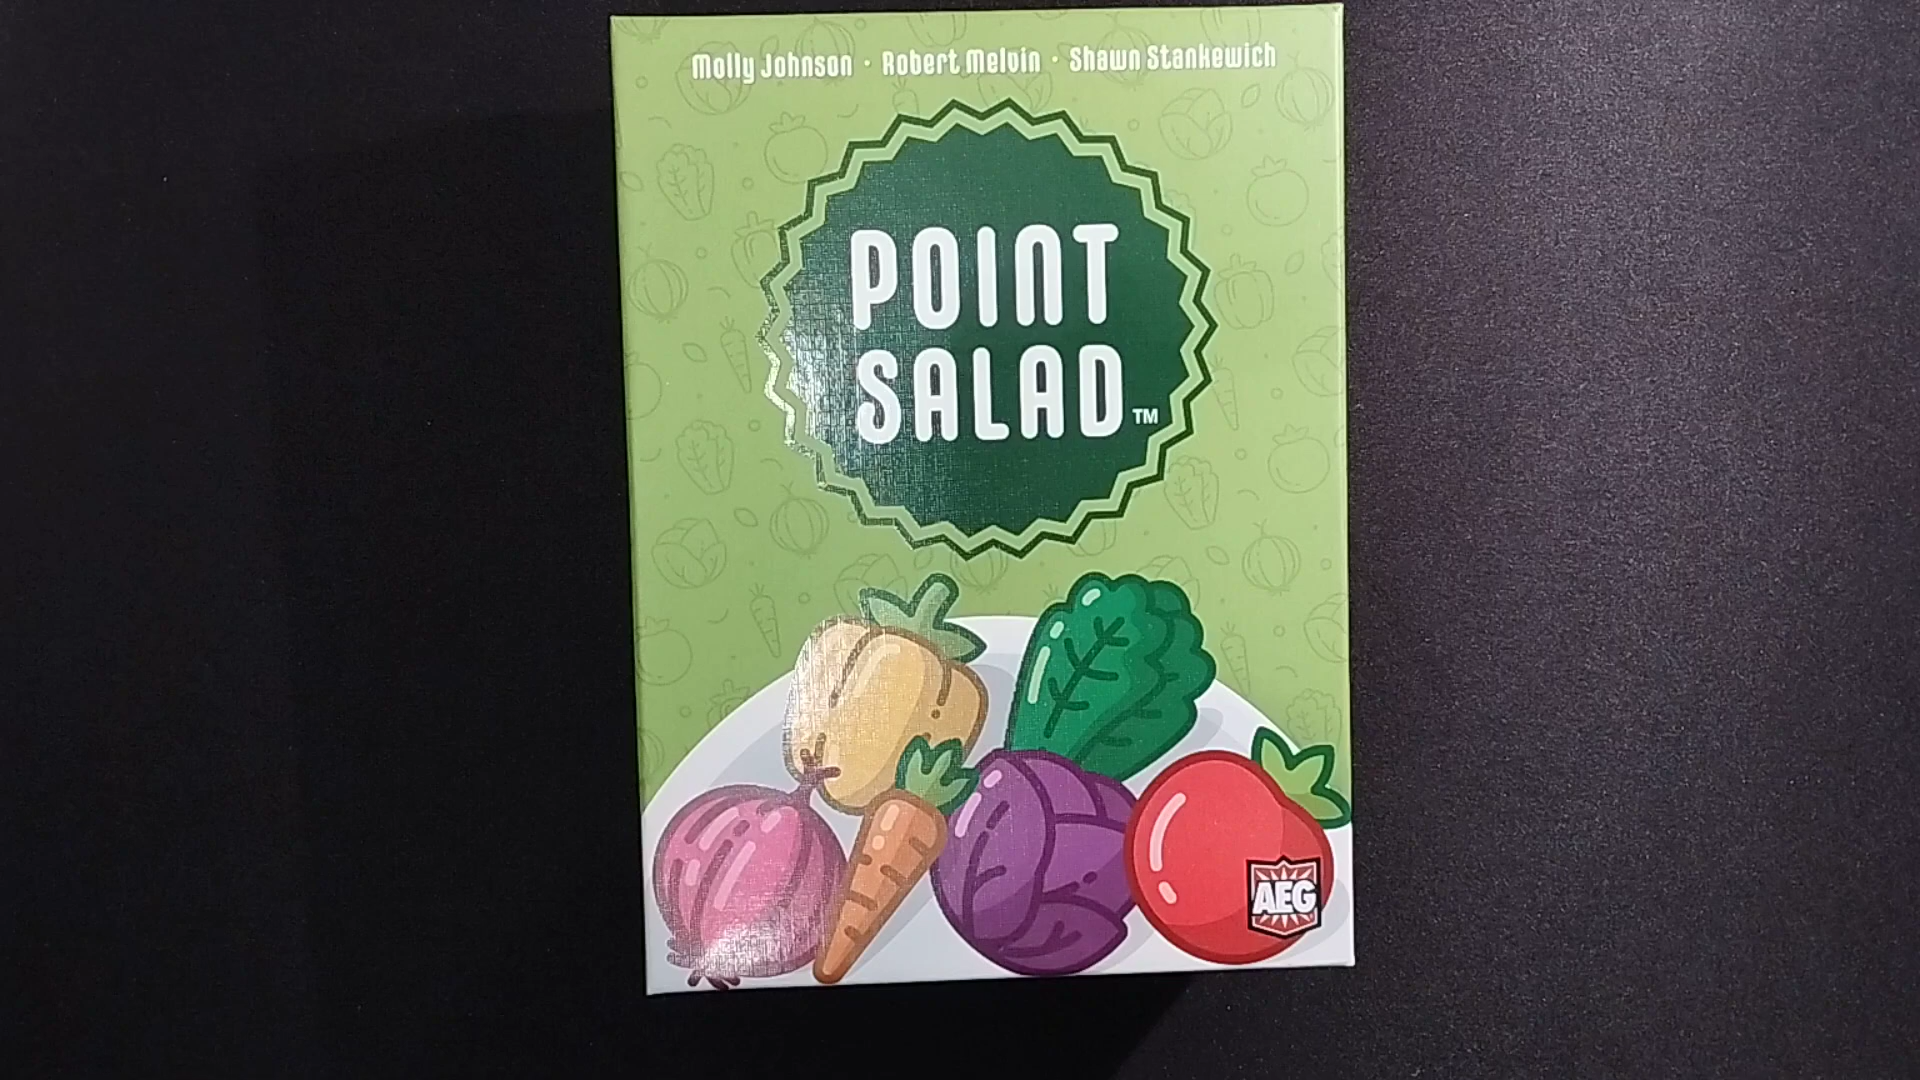 Molly Johnson · Robert Melvin · Shawn Stankewich
POINT
SALAD™
AEG